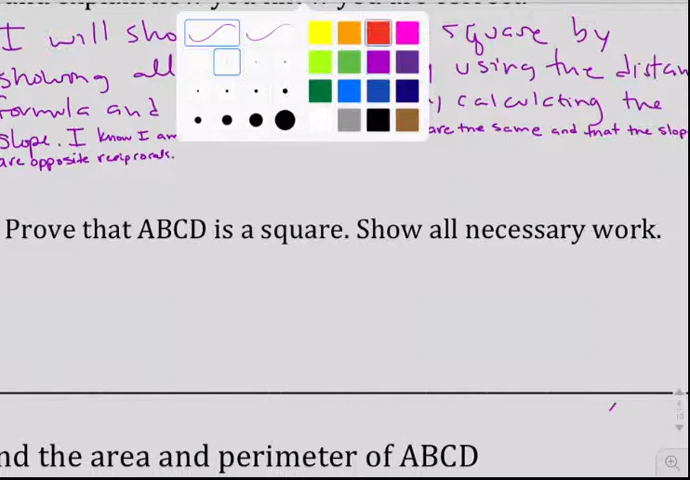 I will sho square by
showing all using the distan
formula and calculating the
slope. I know I am are the same and that the slop
are opposite reciprocals.
Prove that ABCD is a square. Show all necessary work.
nd the area and perimeter of ABCD